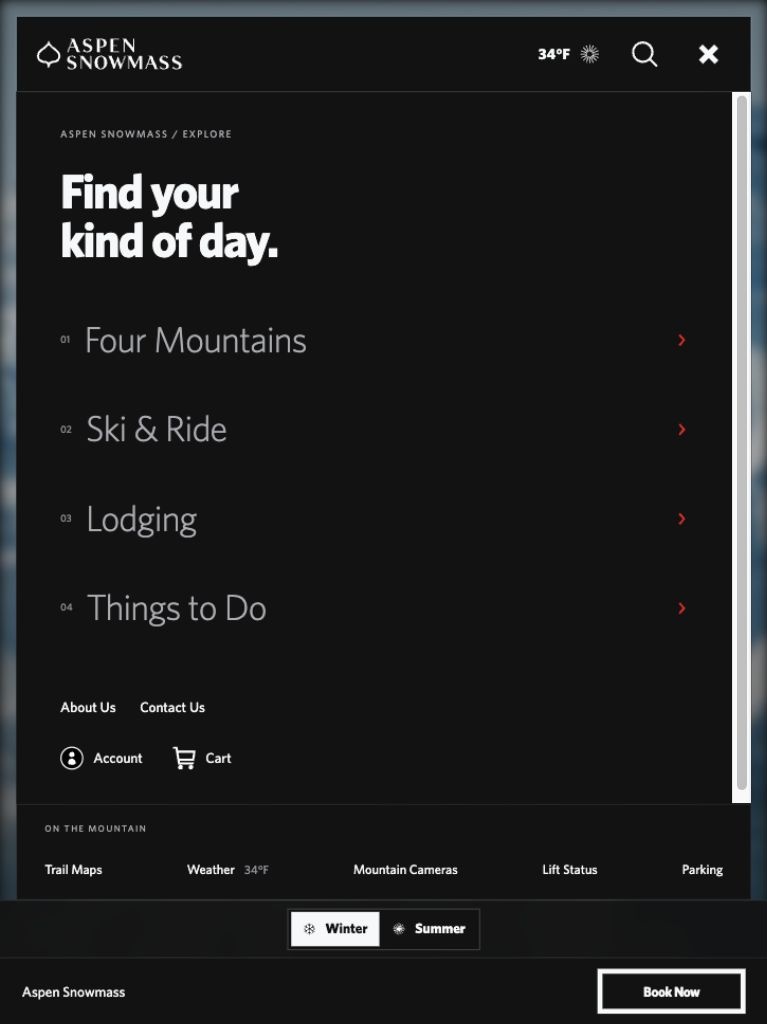 ASPEN
SNOWMASS
34°F
ASPEN SNOWMASS / EXPLORE
Find your
kind of day.
01 Four Mountains
02 Ski & Ride
03 Lodging
04 Things to Do
About Us Contact Us
Account Cart
ON THE MOUNTAIN
Trail Maps Weather 34°F Mountain Cameras Lift Status Parking
Winter Summer
Aspen Snowmass Book Now